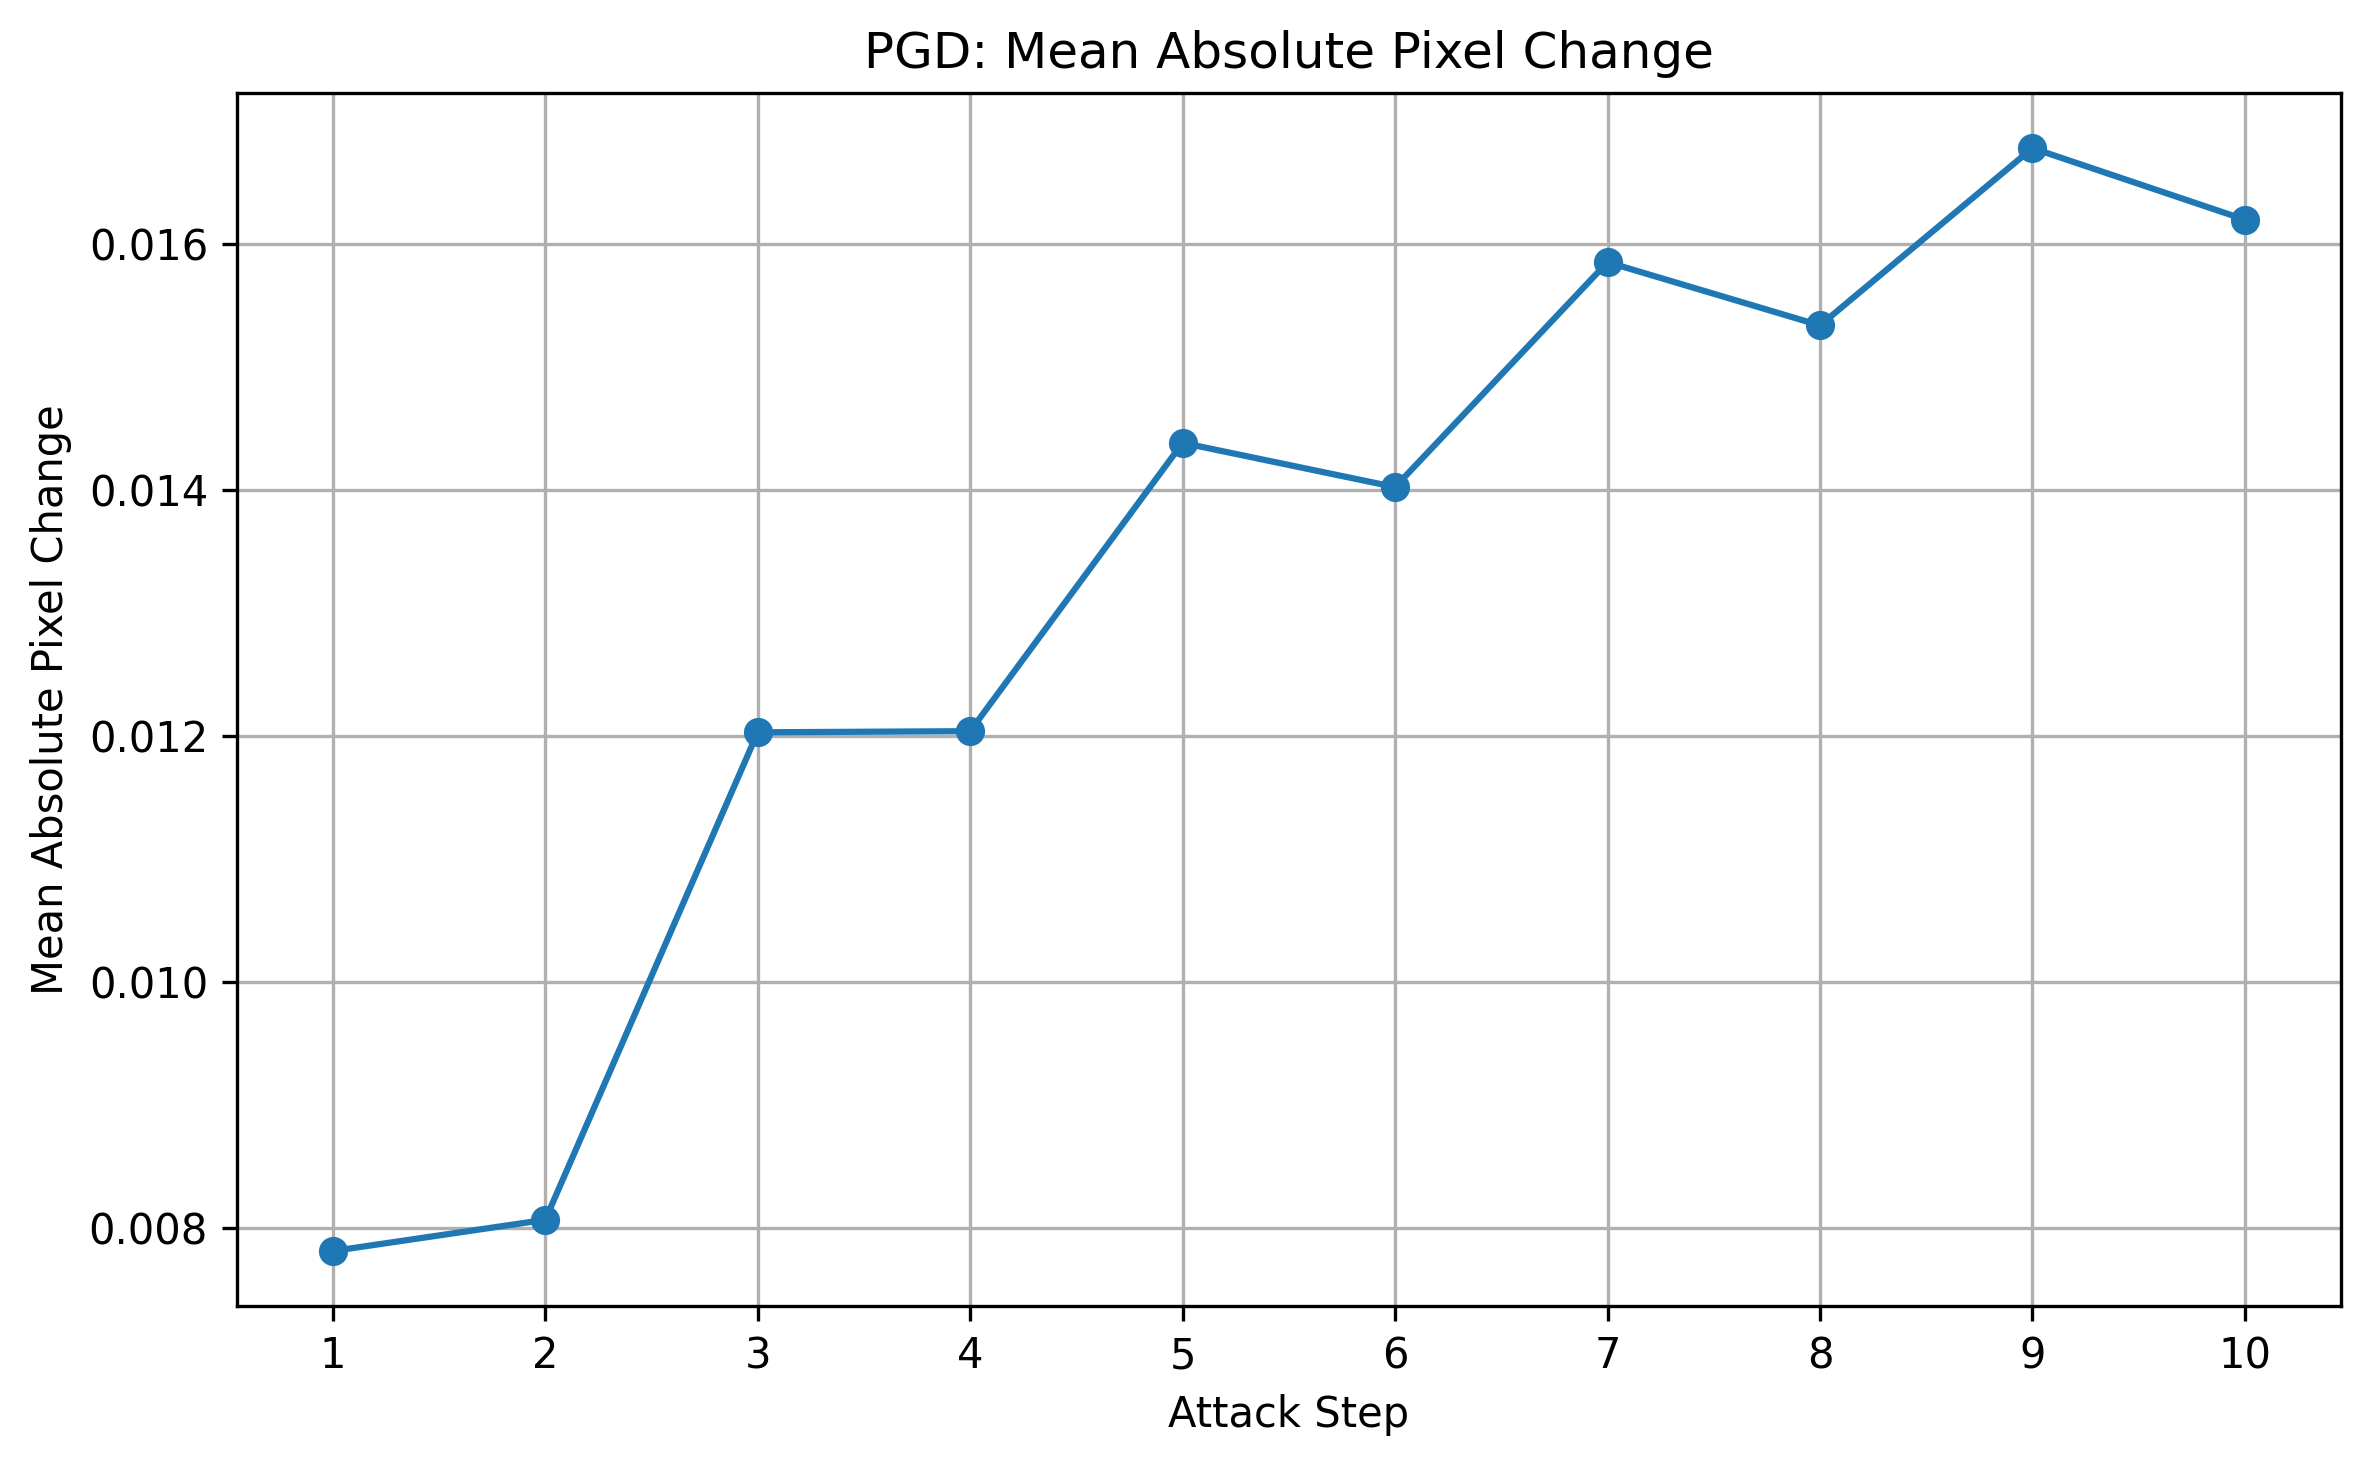 PGD: Mean Absolute Pixel Change
Mean Absolute Pixel Change
0.016
0.014
0.012
0.010
0.008
1 2 3 4 5 6 7 8 9 10
Attack Step